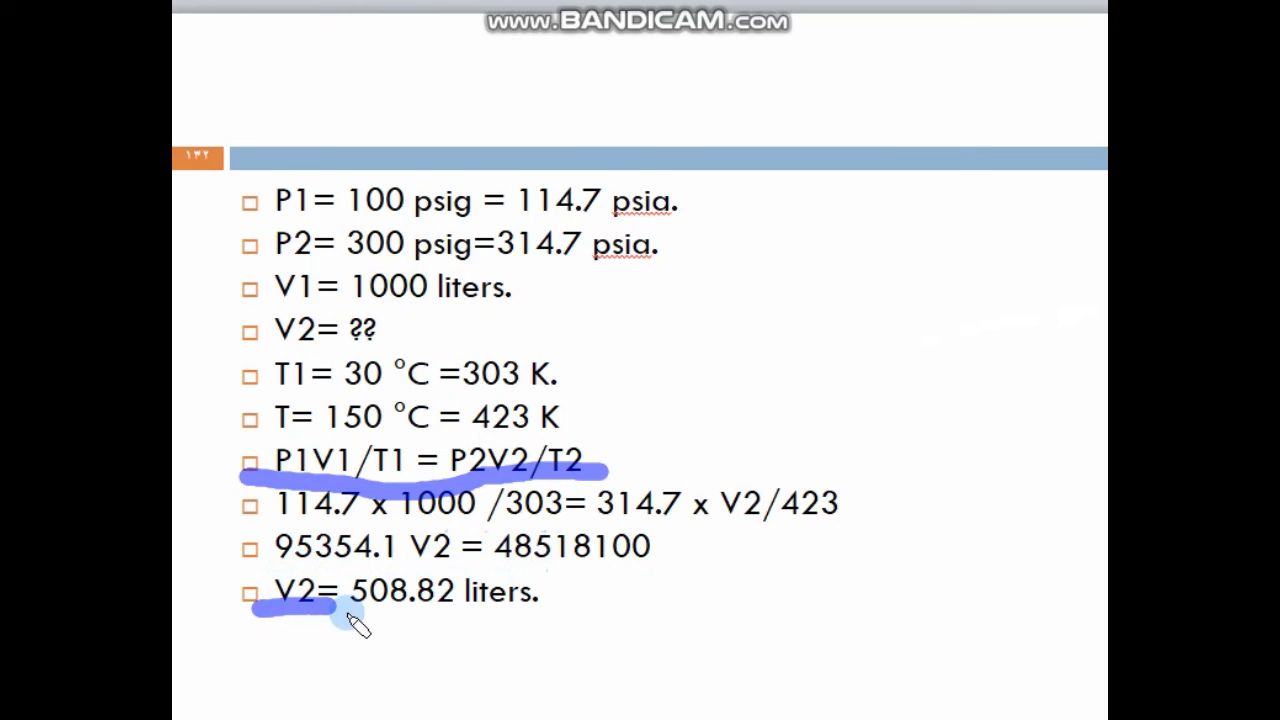 www.BANDICAM.com
١٣٢
P1= 100 psig = 114.7 psia.
P2= 300 psig=314.7 psia.
V1= 1000 liters.
V2= ??
T1= 30 °C =303 K.
T= 150 °C = 423 K
P1V1/T1 = P2V2/T2
114.7 x 1000 /303= 314.7 x V2/423
95354.1 V2 = 48518100
V2= 508.82 liters.